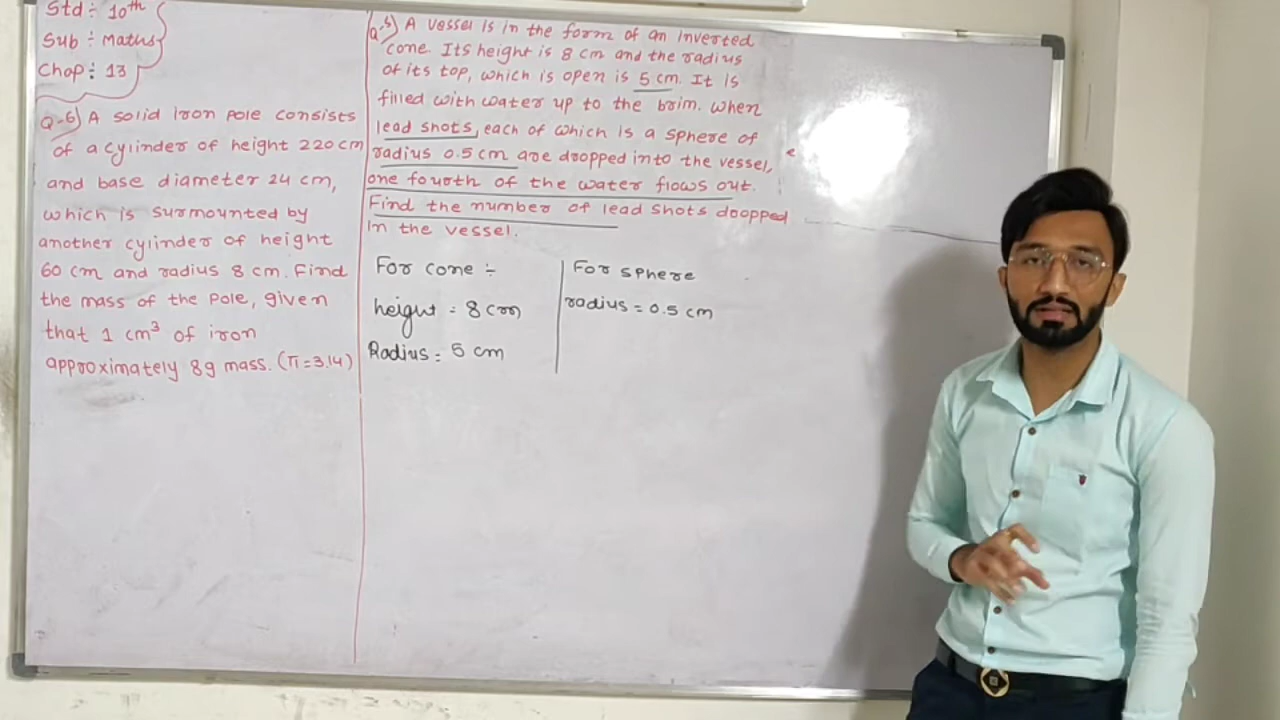 Std : 10th
Sub : Maths
Chap : 13
Q-6) A solid Iron pole consists
of a cylinder of height 220 cm
and base diameter 24 cm,
which is surmounted by
another cylinder of height
60 cm and radius 8 cm. Find
the mass of the pole, given
that 1 cm³ of iron
approximately 8g mass. (π=3.14)
Q-5) A vessel is in the form of an inverted
cone. Its height is 8 cm and the radius
of its top, which is open is 5 cm. It is
filled with water up to the brim. When
lead shots, each of which is a sphere of
radius 0.5 cm are dropped into the vessel,
one fourth of the water flows out.
Find the number of lead shots dropped
in the vessel.
For cone :-
height = 8 cm
Radius = 5 cm
For sphere
radius = 0.5 cm